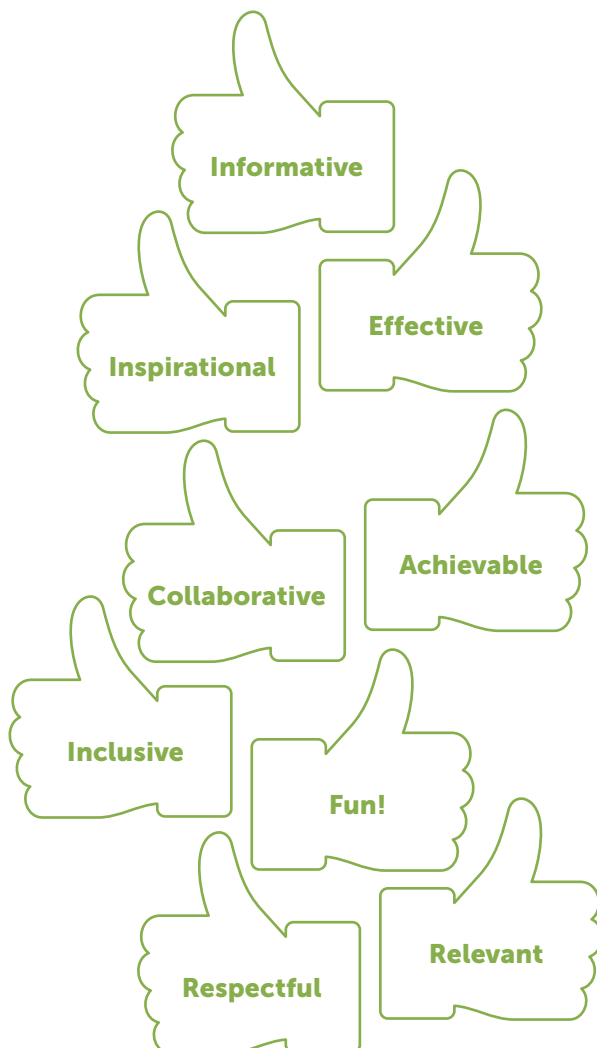 Informative
Effective
Inspirational
Achievable
Collaborative
Inclusive
Fun!
Relevant
Respectful